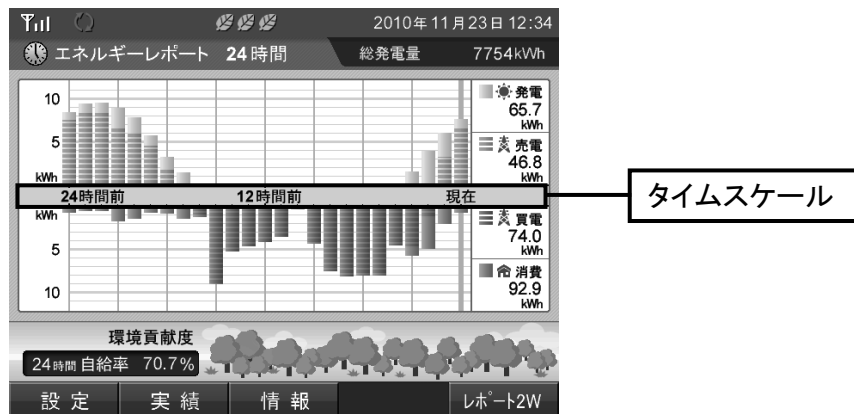 2010年11月23日 12:34
エネルギーレポート 24時間 総発電量 7754kWh
10
5
kWh
発電
65.7
kWh
売電
46.8
kWh
24時間前 12時間前 現在
タイムスケール
kWh
5
10
買電
74.0
kWh
消費
92.9
kWh
環境貢献度
24時間 自給率 70.7%
設 定 実 績 情 報 レポート2W